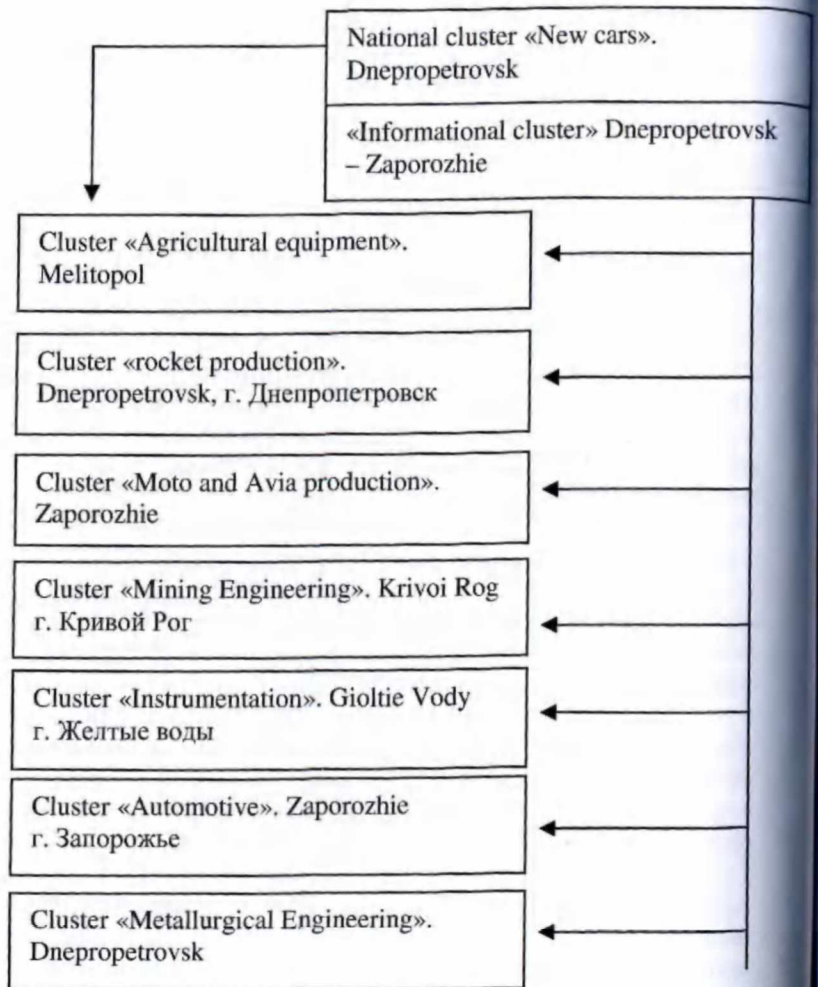 National cluster «New cars».
Dnepropetrovsk
«Informational cluster» Dnepropetrovsk
– Zaporozhie
Cluster «Agricultural equipment».
Melitopol
Cluster «rocket production».
Dnepropetrovsk, г. Днепропетровск
Cluster «Moto and Avia production».
Zaporozhie
Cluster «Mining Engineering». Krivoi Rog
г. Кривой Рог
Cluster «Instrumentation». Gioltie Vody
г. Желтые воды
Cluster «Automotive». Zaporozhie
г. Запорожье
Cluster «Metallurgical Engineering».
Dnepropetrovsk